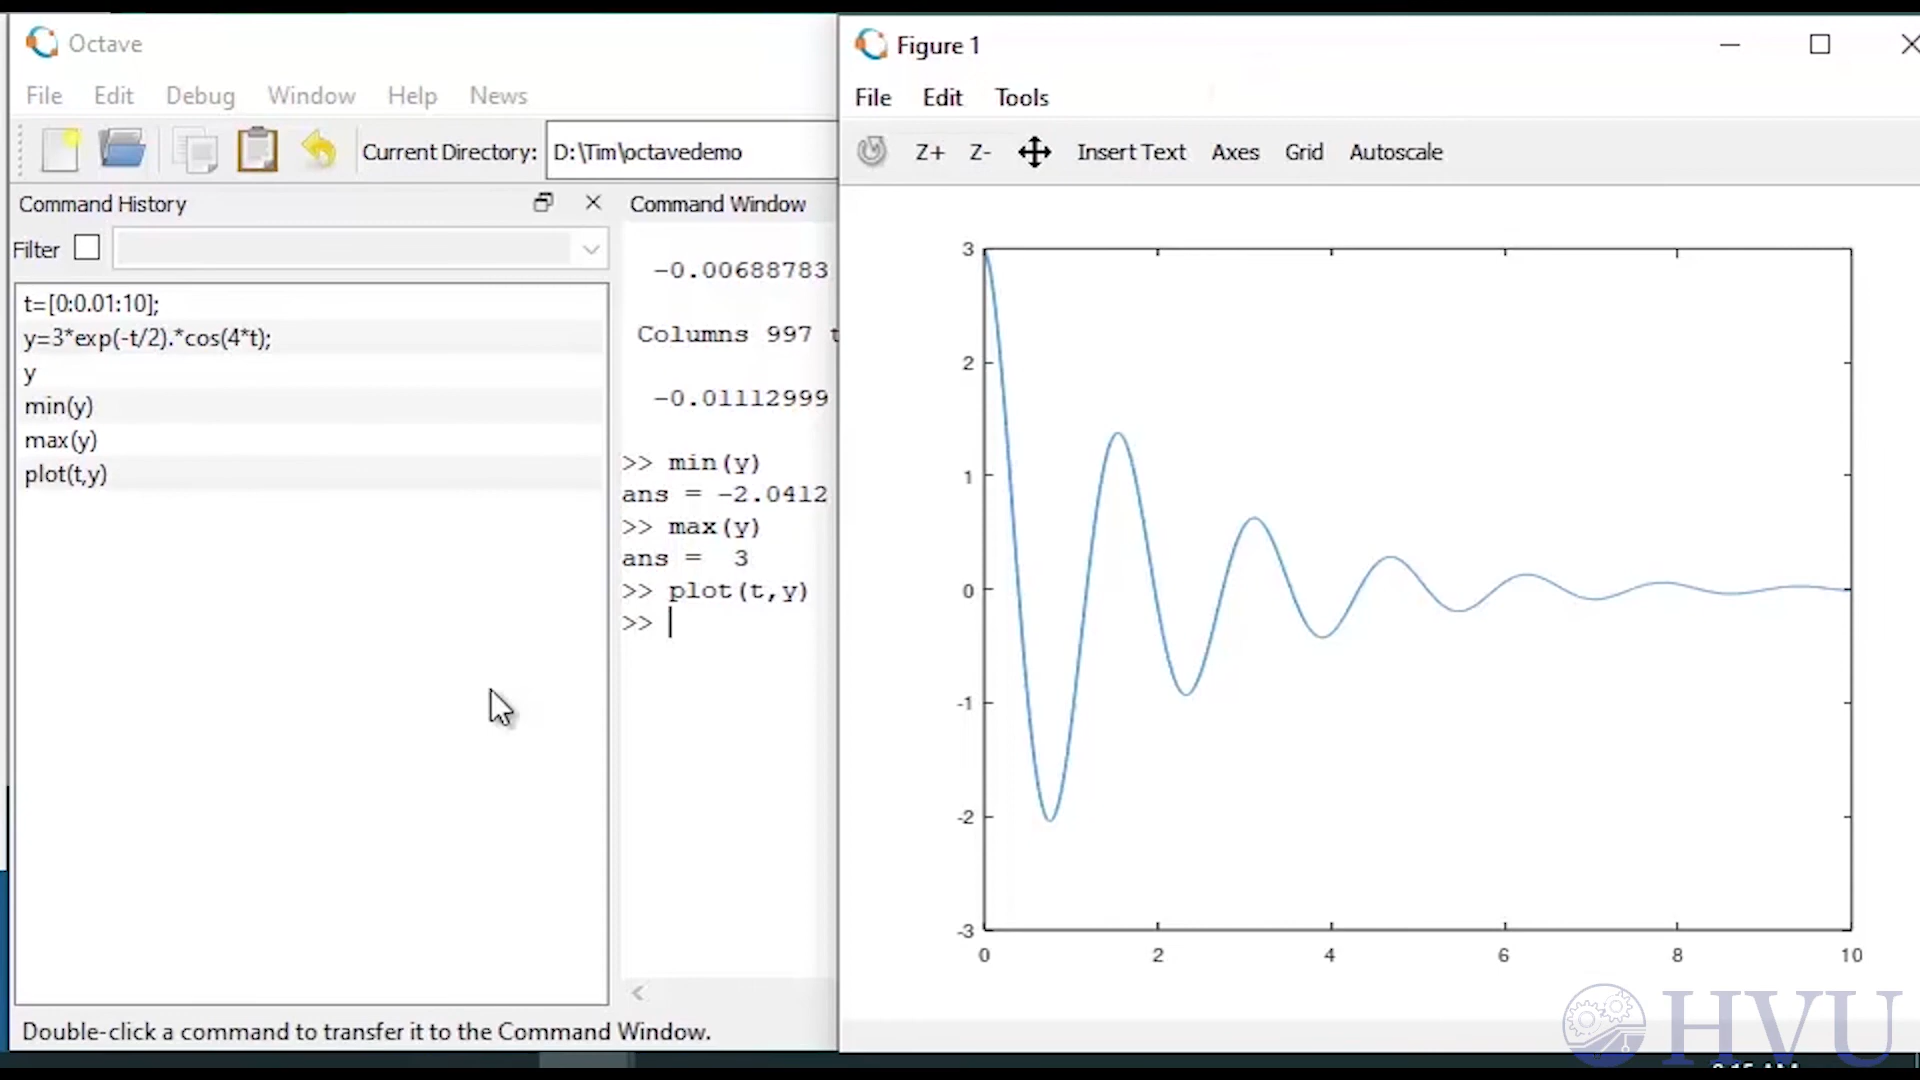 Octave
File Edit Debug Window Help News
Current Directory: D:\Tim\octavedemo
Command History
Filter
t=[0:0.01:10];
y=3*exp(-t/2).*cos(4*t);
y
min(y)
max(y)
plot(t,y)
Double-click a command to transfer it to the Command Window.
Command Window
-0.00688783
Columns 997 t
-0.01112999
>> min(y)
ans = -2.0412
>> max(y)
ans = 3
>> plot(t,y)
>>
Figure 1
File Edit Tools
Z+ Z- Insert Text Axes Grid Autoscale
3
2
1
0
-1
-2
-3
0 2 4 6 8 10
HVU